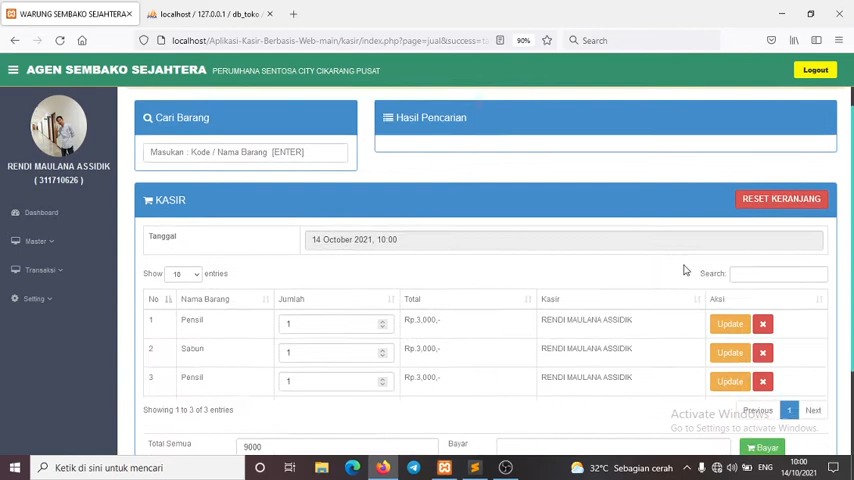 WARUNG SEMBAKO SEJAHTERA
localhost / 127.0.0.1 / db_toko /
localhost/Aplikasi-Kasir-Berbasis-Web-main/kasir/index.php?page=jual&success=t
90%
Search
AGEN SEMBAKO SEJAHTERA PERUMHANA SENTOSA CITY CIKARANG PUSAT
Logout
RENDI MAULANA ASSIDIK
( 311710626 )
Dashboard
Master
Transaksi
Setting
Cari Barang
Masukan : Kode / Nama Barang [ENTER]
Hasil Pencarian
KASIR
RESET KERANJANG
Tanggal
14 October 2021, 10:00
Show 10 entries
Search:
No Nama Barang Jumlah Total Kasir Aksi
1 Pensil 1 Rp.3,000,- RENDI MAULANA ASSIDIK Update
2 Sabun 1 Rp.3,000,- RENDI MAULANA ASSIDIK Update
3 Pensil 1 Rp.3,000,- RENDI MAULANA ASSIDIK Update
Showing 1 to 3 of 3 entries
Previous 1 Next
Activate Windows
Go to Settings to activate Windows.
Total Semua 9000 Bayar Bayar
Ketik di sini untuk mencari
32°C Sebagian cerah
ENG
10:00
14/10/2021